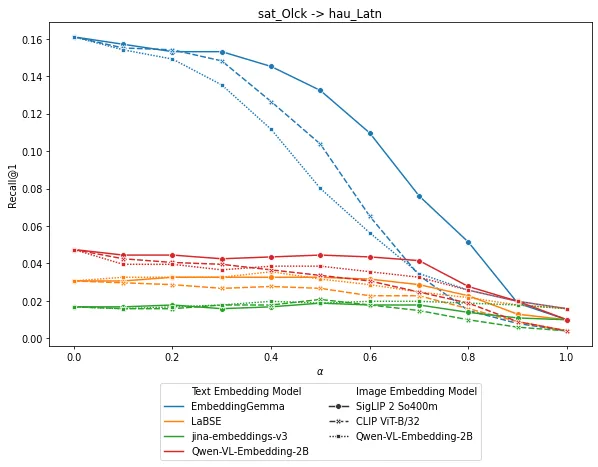 sat_Olck -> hau_Latn
Recall@1
0.16
0.14
0.12
0.10
0.08
0.06
0.04
0.02
0.00
0.0 0.2 0.4 0.6 0.8 1.0
α
Text Embedding Model Image Embedding Model
EmbeddingGemma SigLIP 2 So400m
LaBSE CLIP ViT-B/32
jina-embeddings-v3 Qwen-VL-Embedding-2B
Qwen-VL-Embedding-2B